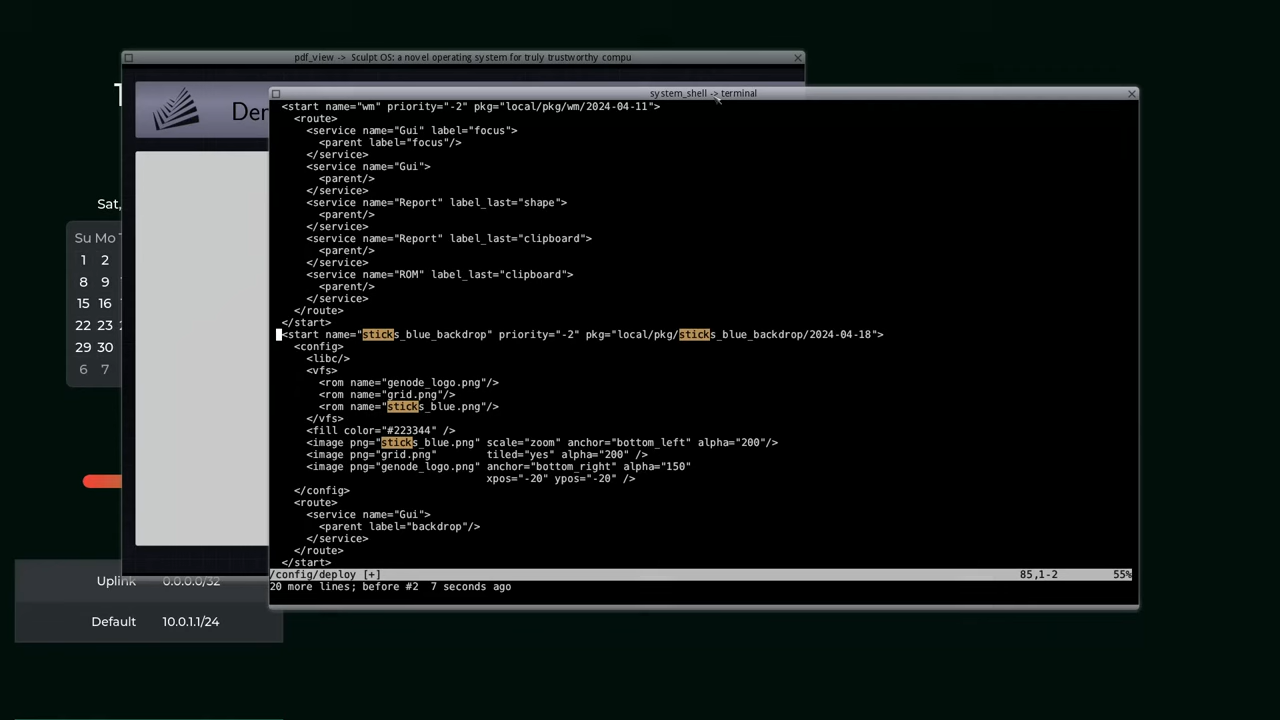 pdf_view -> Sculpt OS: a novel operating system for truly trustworthy compu
system_shell -> terminal
1
Der
Sat,
Su Mo
1 2
8 9
15 16
22 23 2
29 30
6 7
Uplink 0.0.0.0/32
Default 10.0.1.1/24
<start name="wm" priority="-2" pkg="local/pkg/wm/2024-04-11">
<route>
<service name="Gui" label="focus">
<parent label="focus"/>
</service>
<service name="Gui">
<parent/>
</service>
<service name="Report" label_last="shape">
<parent/>
</service>
<service name="Report" label_last="clipboard">
<parent/>
</service>
<service name="ROM" label_last="clipboard">
<parent/>
</service>
</route>
</start>
<start name="sticks_blue_backdrop" priority="-2" pkg="local/pkg/sticks_blue_backdrop/2024-04-18">
<config>
<libc/>
<vfs>
<rom name="genode_logo.png"/>
<rom name="grid.png"/>
<rom name="sticks_blue.png"/>
</vfs>
<fill color="#223344" />
<image png="sticks_blue.png" scale="zoom" anchor="bottom_left" alpha="200"/>
<image png="grid.png" tiled="yes" alpha="200" />
<image png="genode_logo.png" anchor="bottom_right" alpha="150"
xpos="-20" ypos="-20" />
</config>
<route>
<service name="Gui">
<parent label="backdrop"/>
</service>
</route>
</start>
/config/deploy [+] 85,1-2 55%
20 more lines; before #2 7 seconds ago